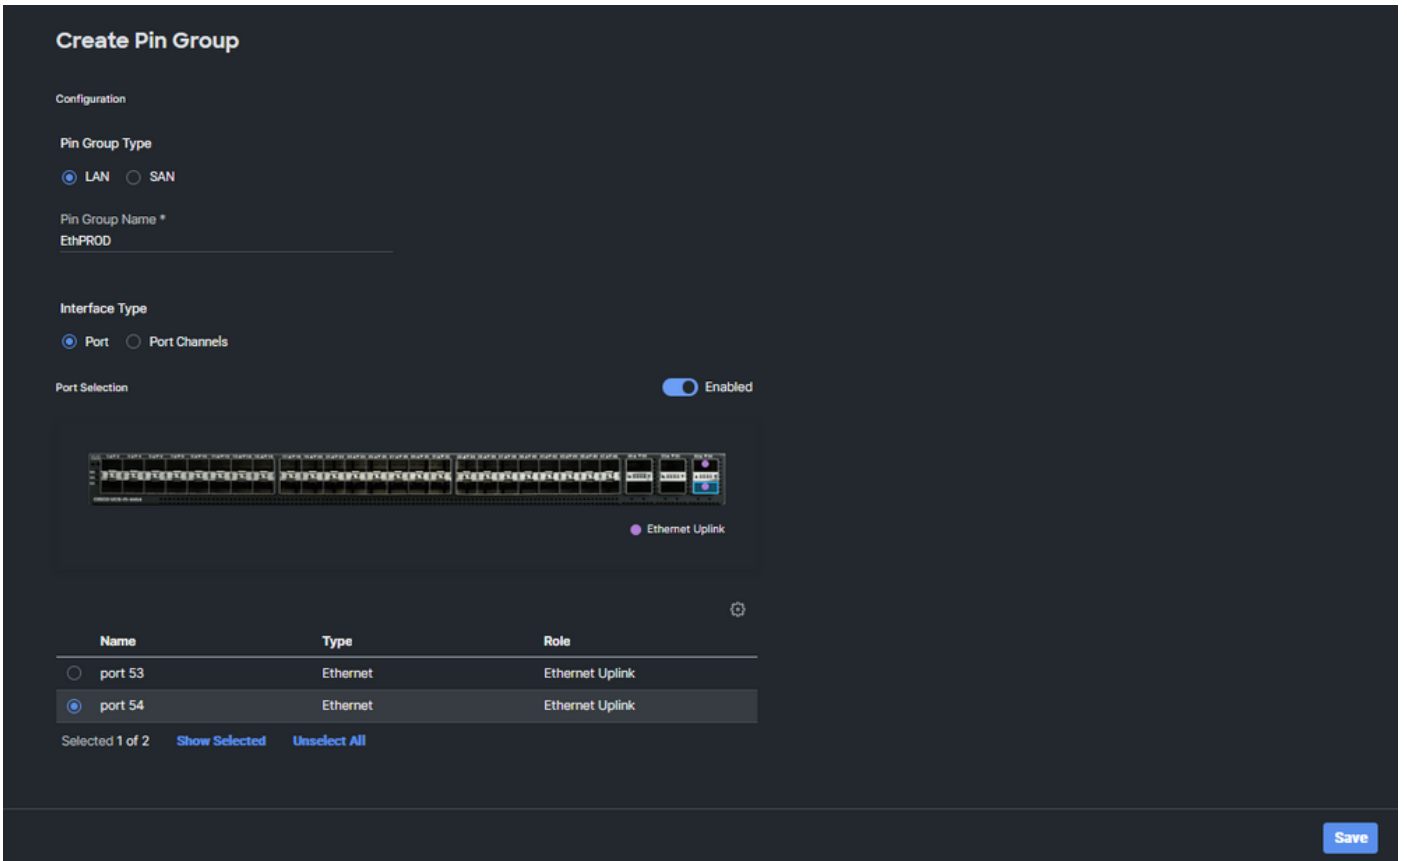 Create Pin Group
Configuration
Pin Group Type
LAN SAN
Pin Group Name *
EthPROD
Interface Type
Port Port Channels
Port Selection Enabled
Ethernet Uplink
Name Type Role
port 53 Ethernet Ethernet Uplink
port 54 Ethernet Ethernet Uplink
Selected 1 of 2 Show Selected Unselect All
Save